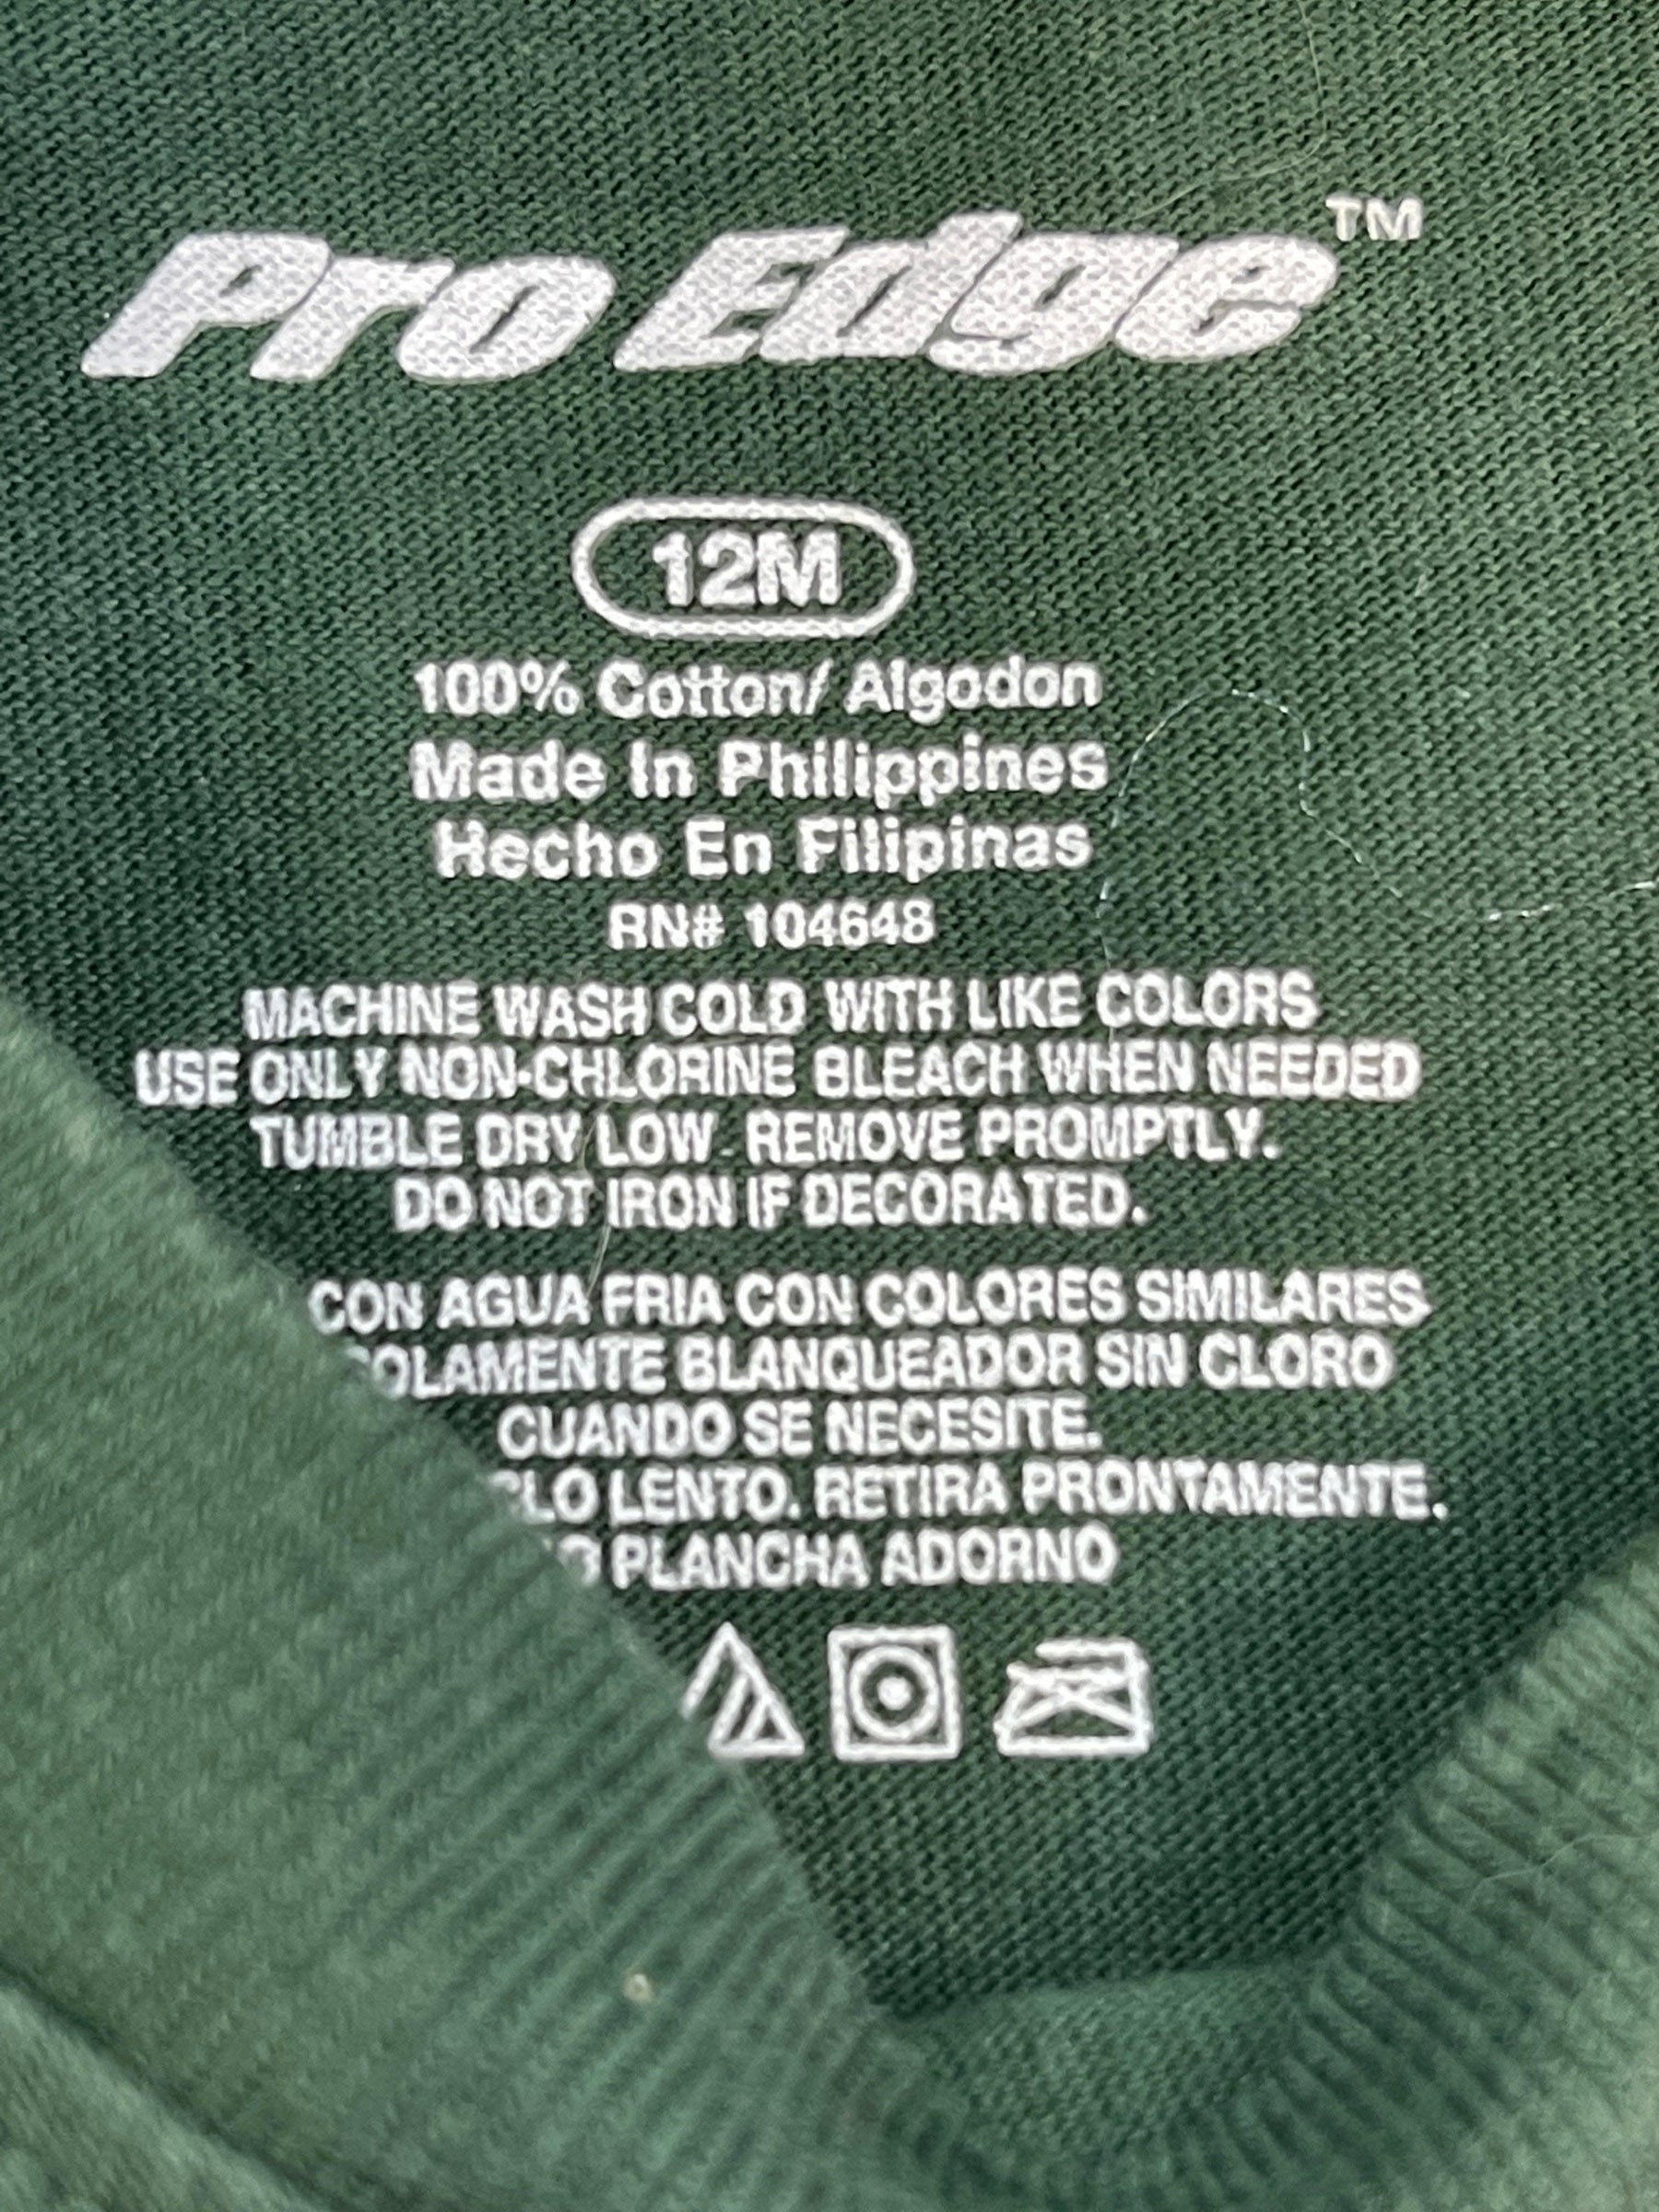 Pro Edge™
12M
100% Cotton/ Algodon
Made In Philippines
Hecho En Filipinas
RN# 104648
MACHINE WASH COLD WITH LIKE COLORS
USE ONLY NON-CHLORINE BLEACH WHEN NEEDED
TUMBLE DRY LOW. REMOVE PROMPTLY.
DO NOT IRON IF DECORATED.
CON AGUA FRIA CON COLORES SIMILARES
BLANQUEADOR SIN CLORO
CUANDO SE NECESITE.
LENTO. RETIRA PRONTAMENTE.
PLANCHA ADORNO